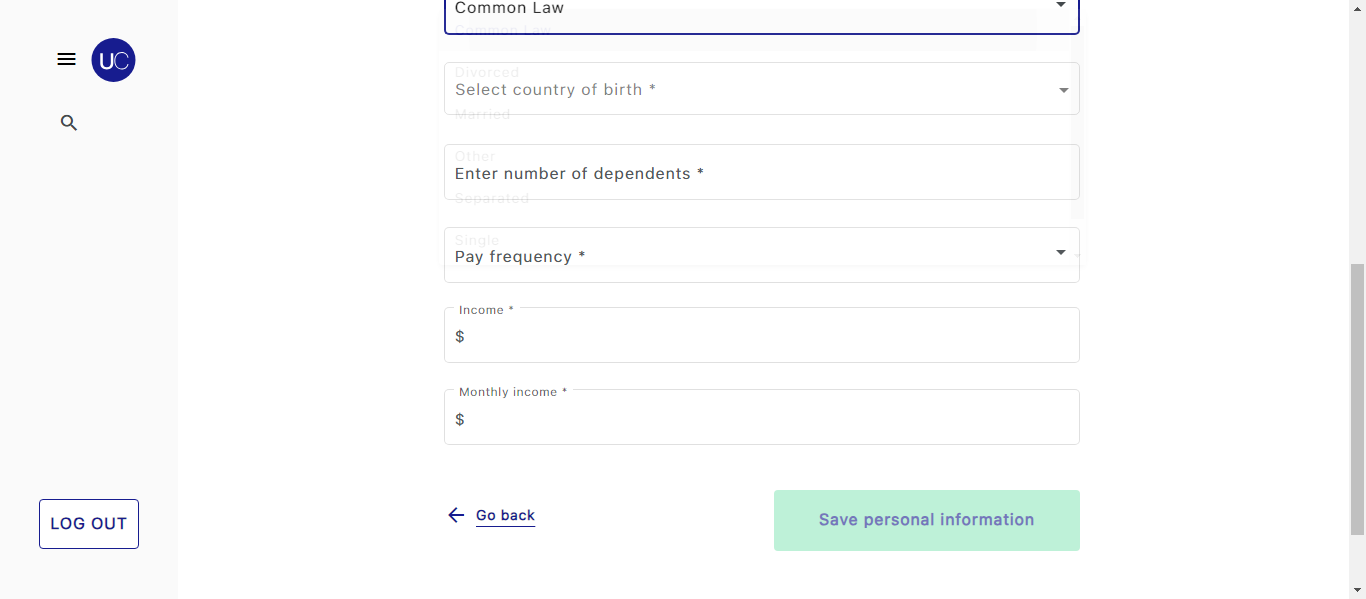 Common Law
Common Law
UC
Divorced
Select country of birth *
Married
Other
Enter number of dependents *
Separated
Single
Pay frequency *
Income *
$
Monthly income *
$
LOG OUT
Go back
Save personal information